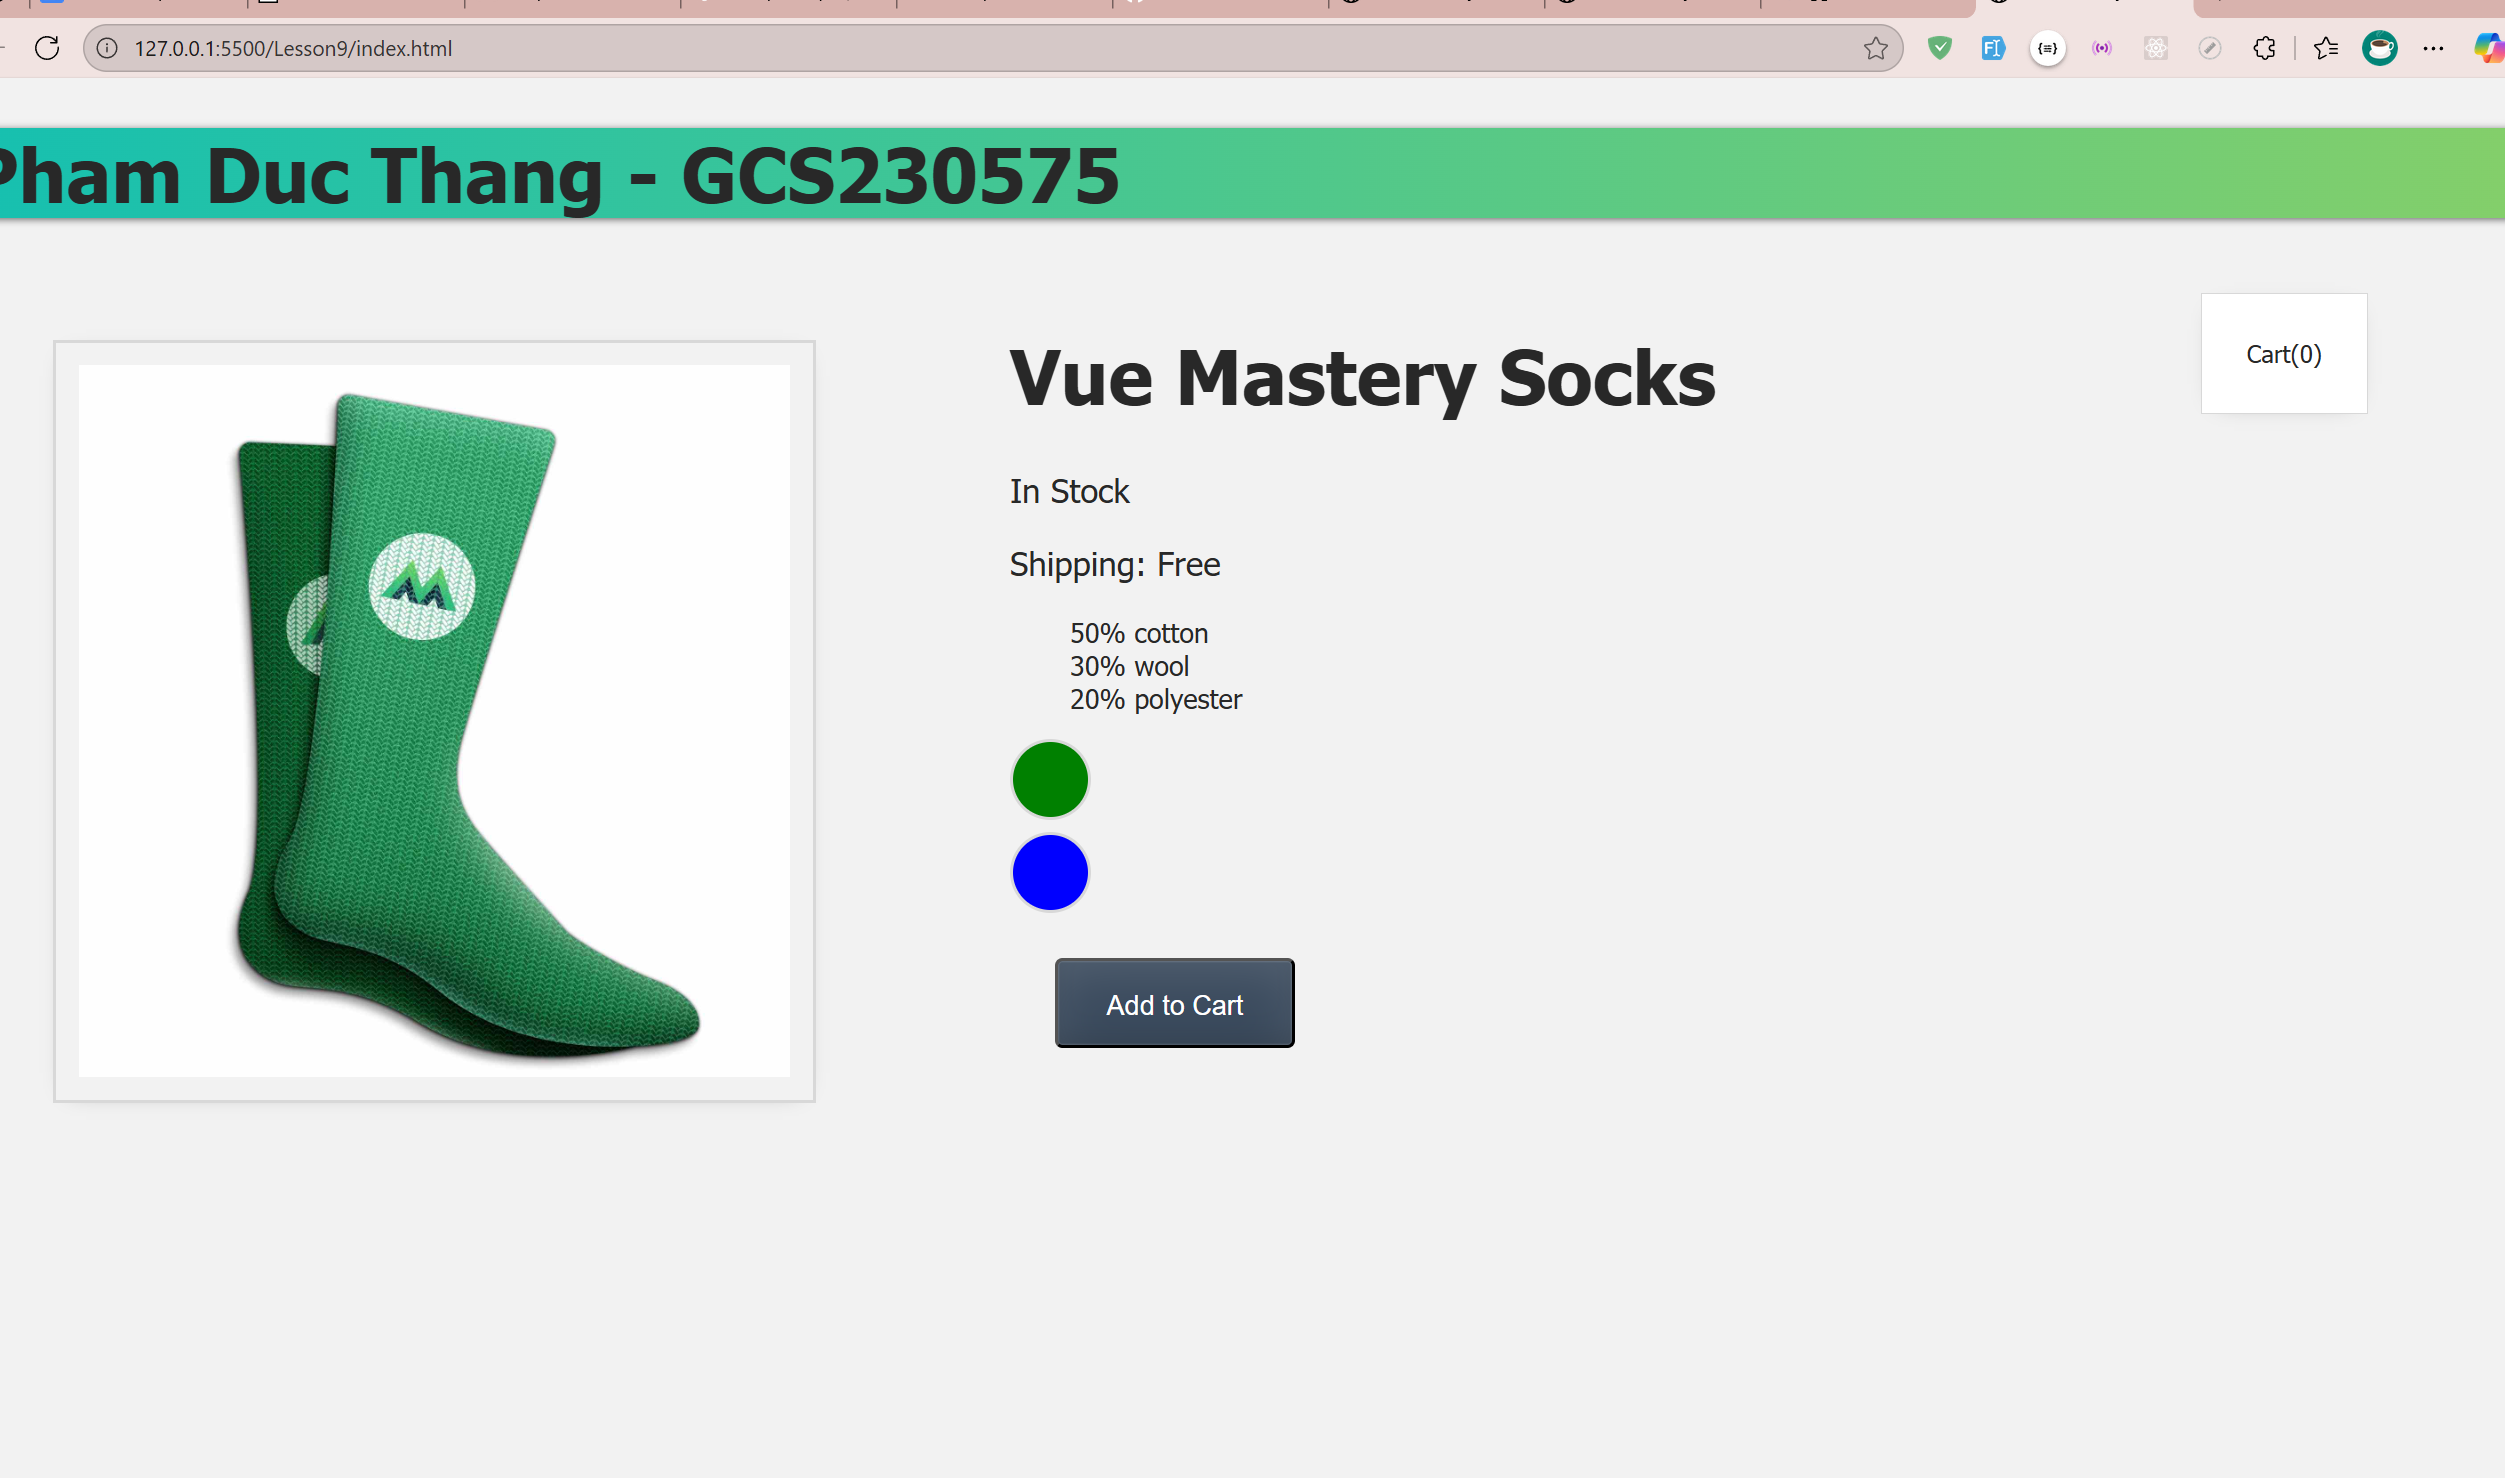 127.0.0.1:5500/Lesson9/index.html
Pham Duc Thang - GCS230575
Vue Mastery Socks
Cart(0)
In Stock
Shipping: Free
50% cotton
30% wool
20% polyester
Add to Cart